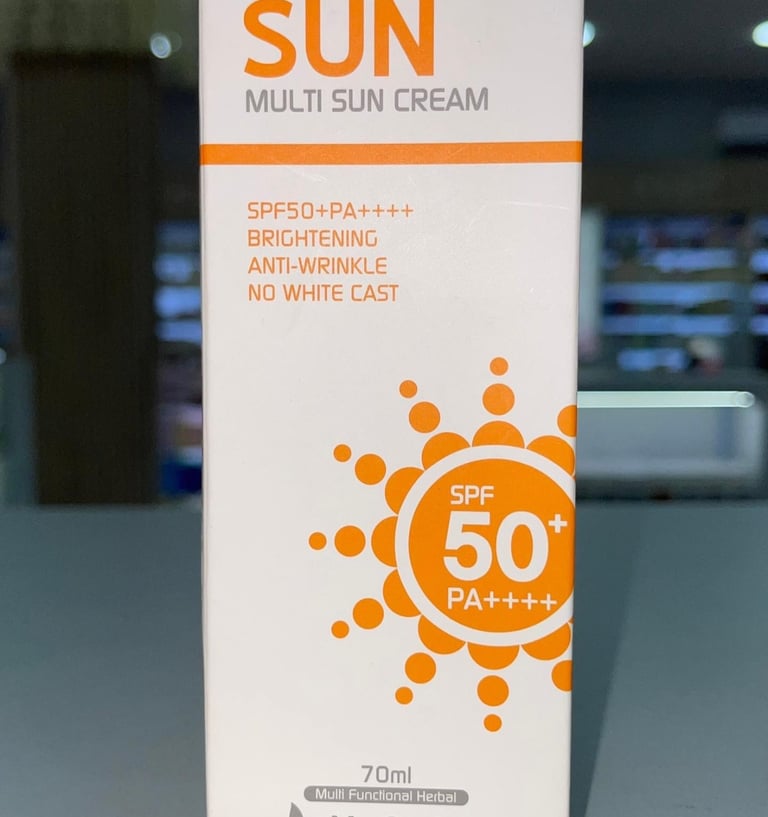 SUN
MULTI SUN CREAM
SPF50+PA++++
BRIGHTENING
ANTI-WRINKLE
NO WHITE CAST
SPF
50+
PA++++
70ml
Multi Functional Herbal